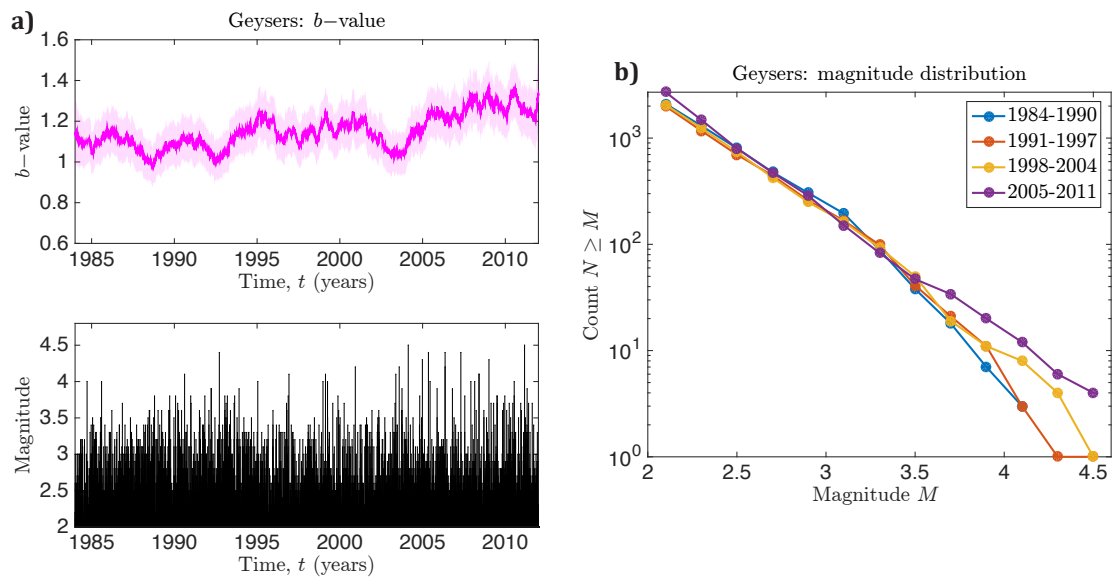 a)
Geysers: b−value
1.6
1.4
1.2
1
0.8
0.6
b−value
1985 1990 1995 2000 2005 2010
Time, t (years)
4.5
4
3.5
3
2.5
2
Magnitude
1985 1990 1995 2000 2005 2010
Time, t (years)
b)
Geysers: magnitude distribution
1984-1990
1991-1997
1998-2004
2005-2011
10³
10²
10¹
10⁰
Count N ≥ M
2 2.5 3 3.5 4 4.5
Magnitude M